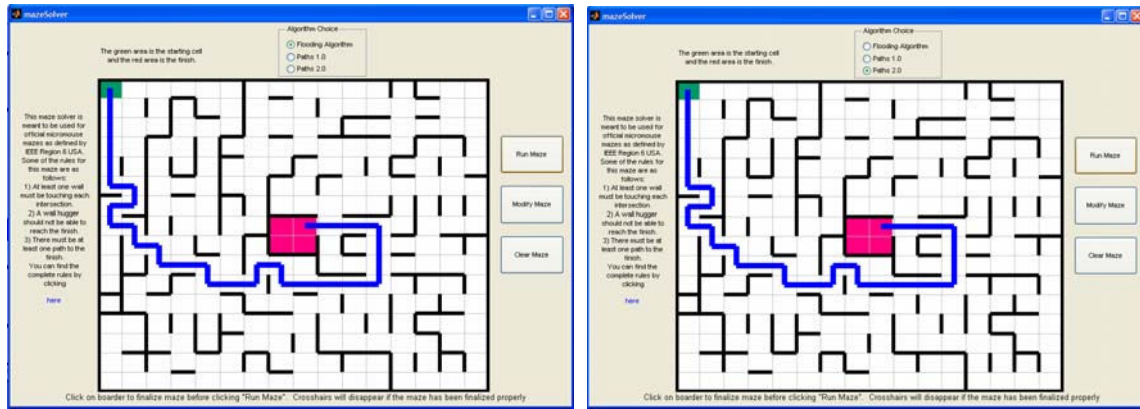 mazeSolver
Algorithm Choice
Flooding Algorithm
Paths 1.0
Paths 2.0
The green area is the starting cell
and the red area is the finish.
This maze solver is
meant to be used for
official micromouse
mazes as defined by
IEEE Region 6 USA.
Some of the rules for
this maze are as
follows:
1) At least one wall
must be touching each
intersection.
2) A wall hugger
should not be able to
reach the finish.
3) There must be at
least one path to the
finish.
You can find the
complete rules by
clicking
here
Run Maze
Modify Maze
Clear Maze
Click on boarder to finalize maze before clicking "Run Maze". Crosshairs will disappear if the maze has been finalized properly
mazeSolver
Algorithm Choice
Flooding Algorithm
Paths 1.0
Paths 2.0
The green area is the starting cell
and the red area is the finish.
This maze solver is
meant to be used for
official micromouse
mazes as defined by
IEEE Region 6 USA.
Some of the rules for
this maze are as
follows:
1) At least one wall
must be touching each
intersection.
2) A wall hugger
should not be able to
reach the finish.
3) There must be at
least one path to the
finish.
You can find the
complete rules by
clicking
here
Run Maze
Modify Maze
Clear Maze
Click on boarder to finalize maze before clicking "Run Maze". Crosshairs will disappear if the maze has been finalized properly